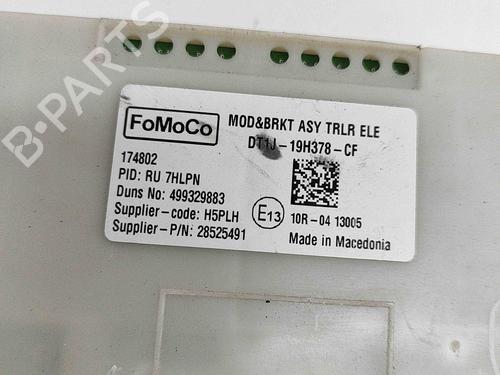 FoMoCo
MOD&BRKT ASY TRLR ELE
DT1J-19H378-CF
174802
PID: RU 7HLPN
Duns No: 499329883
Supplier-code: H5PLH
Supplier-P/N: 28525491
E13
10R-04 13005
Made in Macedonia
B-PARTS